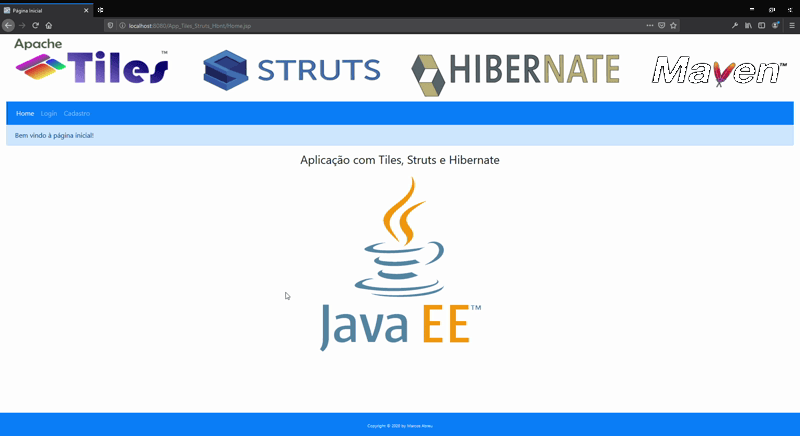 Página Inicial
localhost:8080/App_Tiles_Struts_Hbnt/Home.jsp
Apache
Tiles™
STRUTS
HIBERNATE
Maven™
Home Login Cadastro
Bem vindo à página inicial!
Aplicação com Tiles, Struts e Hibernate
Java EE™
Copyright © 2020 by Marcos Abreu